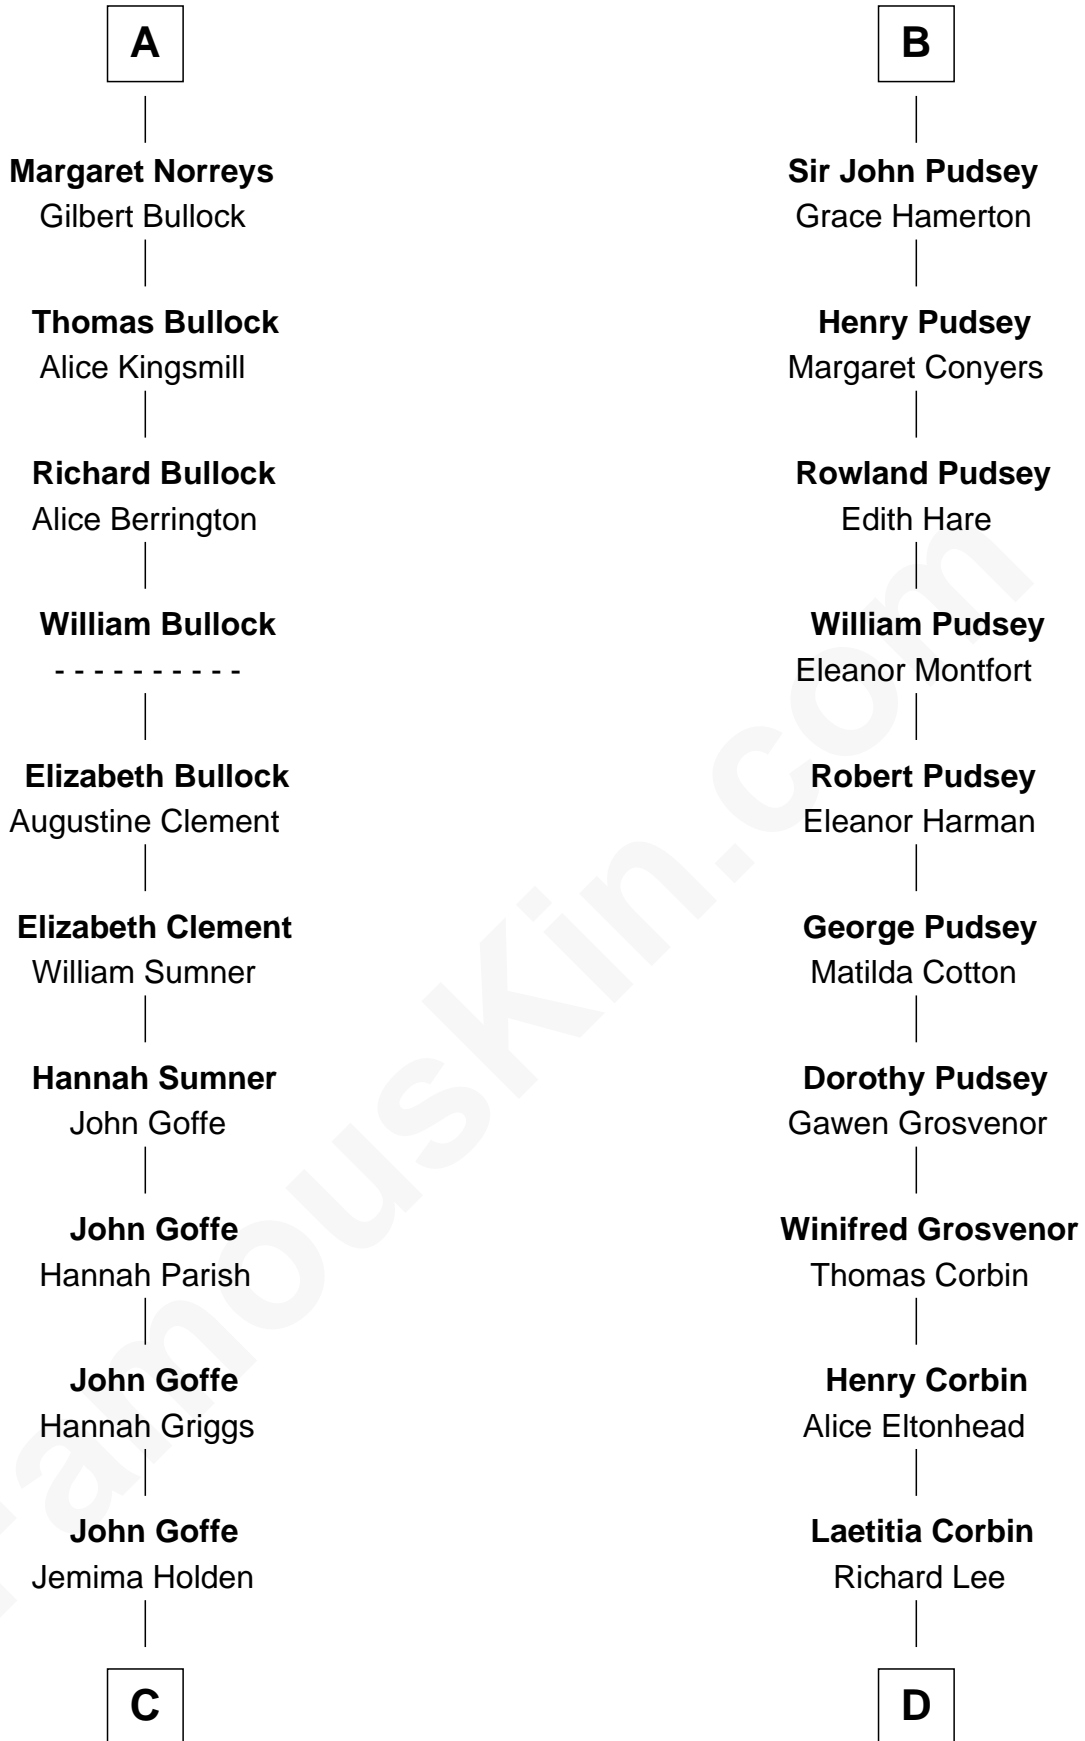 A
Margaret Norreys
Gilbert Bullock
Thomas Bullock
Alice Kingsmill
Richard Bullock
Alice Berrington
William Bullock
- - - - - - - - - -
Elizabeth Bullock
Augustine Clement
Elizabeth Clement
William Sumner
Hannah Sumner
John Goffe
John Goffe
Hannah Parish
John Goffe
Hannah Griggs
John Goffe
Jemima Holden
C
B
Sir John Pudsey
Grace Hamerton
Henry Pudsey
Margaret Conyers
Rowland Pudsey
Edith Hare
William Pudsey
Eleanor Montfort
Robert Pudsey
Eleanor Harman
George Pudsey
Matilda Cotton
Dorothy Pudsey
Gawen Grosvenor
Winifred Grosvenor
Thomas Corbin
Henry Corbin
Alice Eltonhead
Laetitia Corbin
Richard Lee
D
FamousKin.com